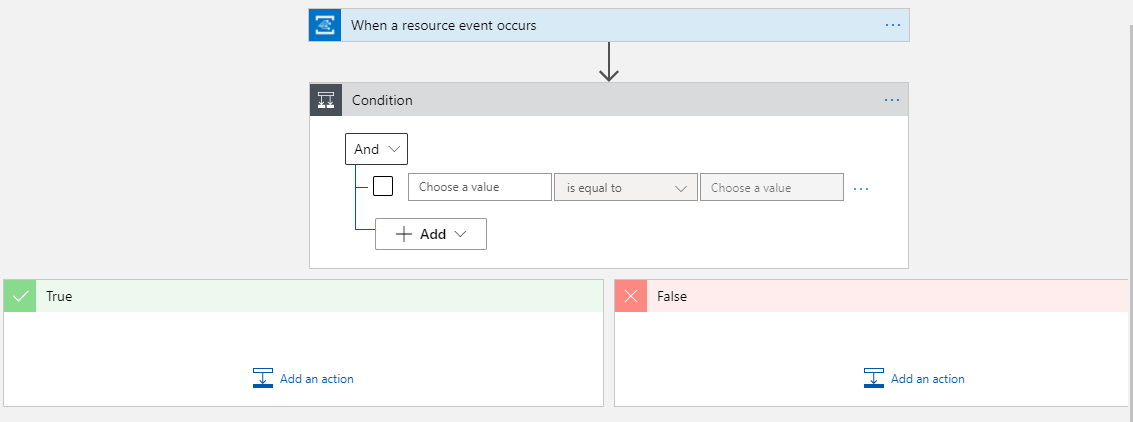 When a resource event occurs
Condition
And
Choose a value is equal to Choose a value
Add
True False
Add an action Add an action